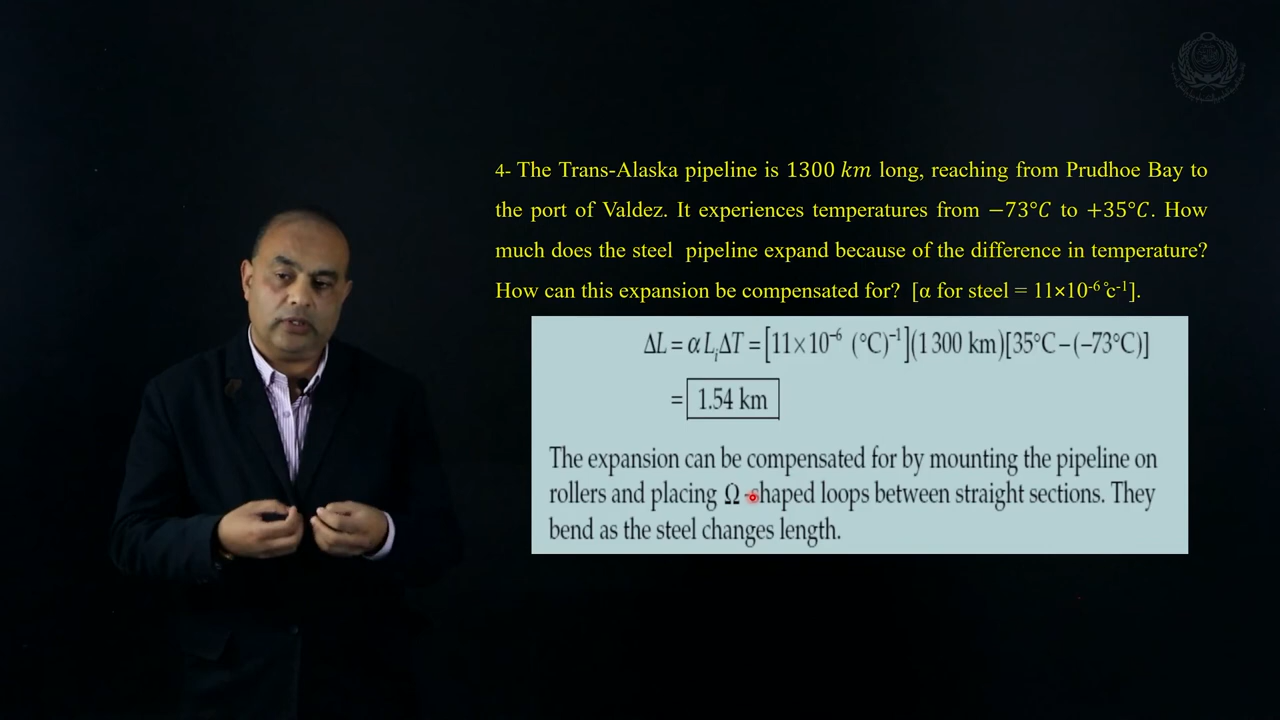 4- The Trans-Alaska pipeline is 1300 km long, reaching from Prudhoe Bay to
the port of Valdez. It experiences temperatures from −73°C to +35°C. How
much does the steel pipeline expand because of the difference in temperature?
How can this expansion be compensated for? [α for steel = 11×10⁻⁶ °c⁻¹].
ΔL = αLᵢΔT = [11×10⁻⁶ (°C)⁻¹](1 300 km)[35°C−(−73°C)]
= 1.54 km
The expansion can be compensated for by mounting the pipeline on
rollers and placing Ω-shaped loops between straight sections. They
bend as the steel changes length.